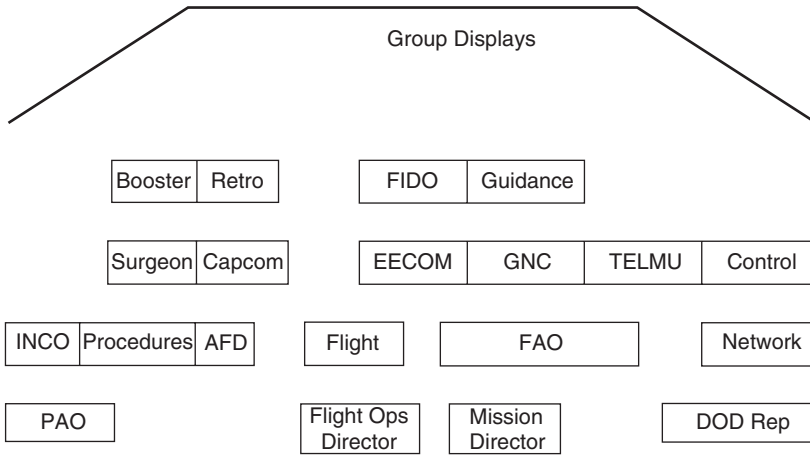 Group Displays
Booster Retro FIDO Guidance
Surgeon Capcom EECOM GNC TELMU Control
INCO Procedures AFD Flight FAO Network
PAO Flight Ops Director Mission Director DOD Rep